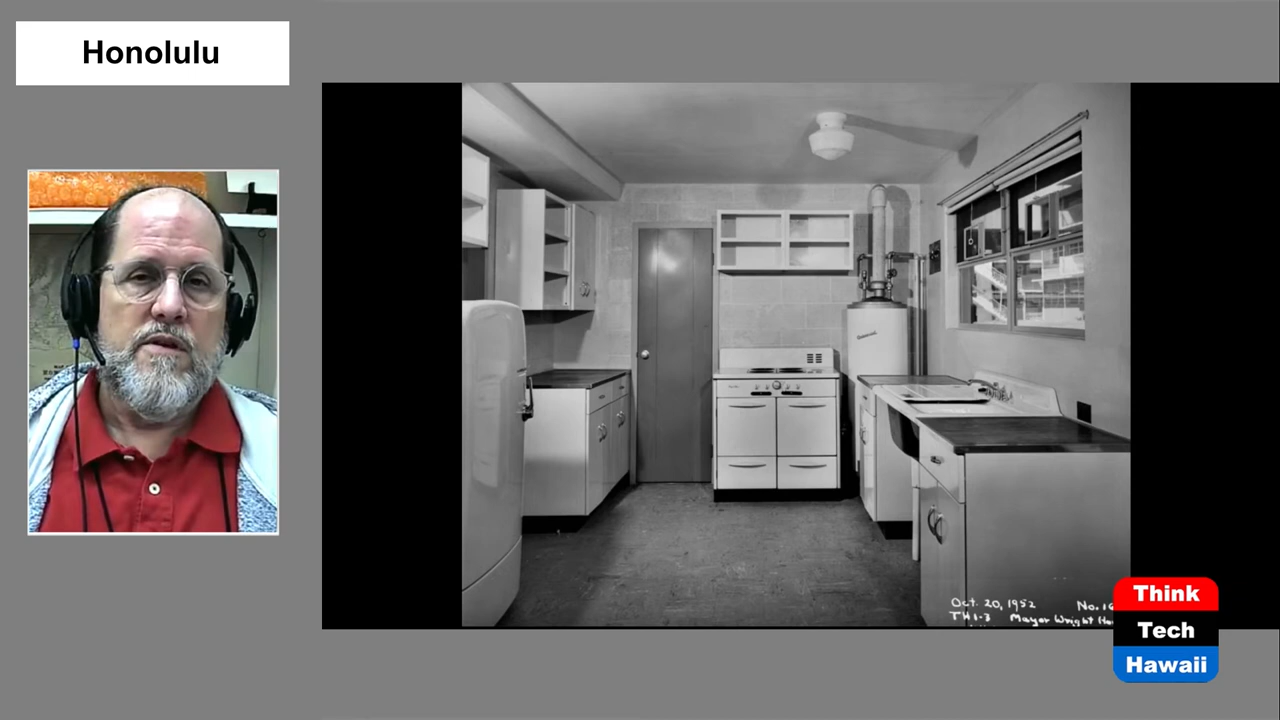 Honolulu
Oct. 20, 1952 No. 
TH1-3 Mayor Wright
Think
Tech
Hawaii